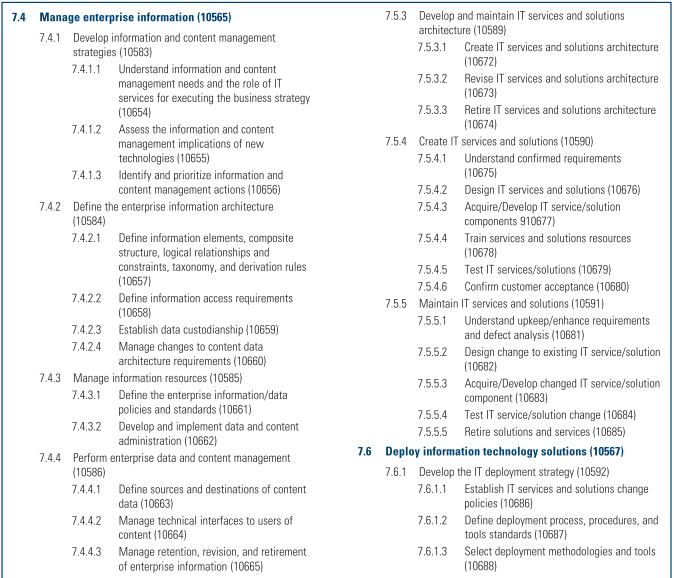 7.4 Manage enterprise information (10565)
7.4.1 Develop information and content management
strategies (10583)
7.4.1.1 Understand information and content
management needs and the role of IT
services for executing the business strategy
(10654)
7.4.1.2 Assess the information and content
management implications of new
technologies (10655)
7.4.1.3 Identify and prioritize information and
content management actions (10656)
7.4.2 Define the enterprise information architecture
(10584)
7.4.2.1 Define information elements, composite
structure, logical relationships and
constraints, taxonomy, and derivation rules
(10657)
7.4.2.2 Define information access requirements
(10658)
7.4.2.3 Establish data custodianship (10659)
7.4.2.4 Manage changes to content data
architecture requirements (10660)
7.4.3 Manage information resources (10585)
7.4.3.1 Define the enterprise information/data
policies and standards (10661)
7.4.3.2 Develop and implement data and content
administration (10662)
7.4.4 Perform enterprise data and content management
(10586)
7.4.4.1 Define sources and destinations of content
data (10663)
7.4.4.2 Manage technical interfaces to users of
content (10664)
7.4.4.3 Manage retention, revision, and retirement
of enterprise information (10665)
7.5.3 Develop and maintain IT services and solutions
architecture (10589)
7.5.3.1 Create IT services and solutions architecture
(10672)
7.5.3.2 Revise IT services and solutions architecture
(10673)
7.5.3.3 Retire IT services and solutions architecture
(10674)
7.5.4 Create IT services and solutions (10590)
7.5.4.1 Understand confirmed requirements
(10675)
7.5.4.2 Design IT services and solutions (10676)
7.5.4.3 Acquire/Develop IT service/solution
components 910677)
7.5.4.4 Train services and solutions resources
(10678)
7.5.4.5 Test IT services/solutions (10679)
7.5.4.6 Confirm customer acceptance (10680)
7.5.5 Maintain IT services and solutions (10591)
7.5.5.1 Understand upkeep/enhance requirements
and defect analysis (10681)
7.5.5.2 Design change to existing IT service/solution
(10682)
7.5.5.3 Acquire/Develop changed IT service/solution
component (10683)
7.5.5.4 Test IT service/solution change (10684)
7.5.5.5 Retire solutions and services (10685)
7.6 Deploy information technology solutions (10567)
7.6.1 Develop the IT deployment strategy (10592)
7.6.1.1 Establish IT services and solutions change
policies (10686)
7.6.1.2 Define deployment process, procedures, and
tools standards (10687)
7.6.1.3 Select deployment methodologies and tools
(10688)